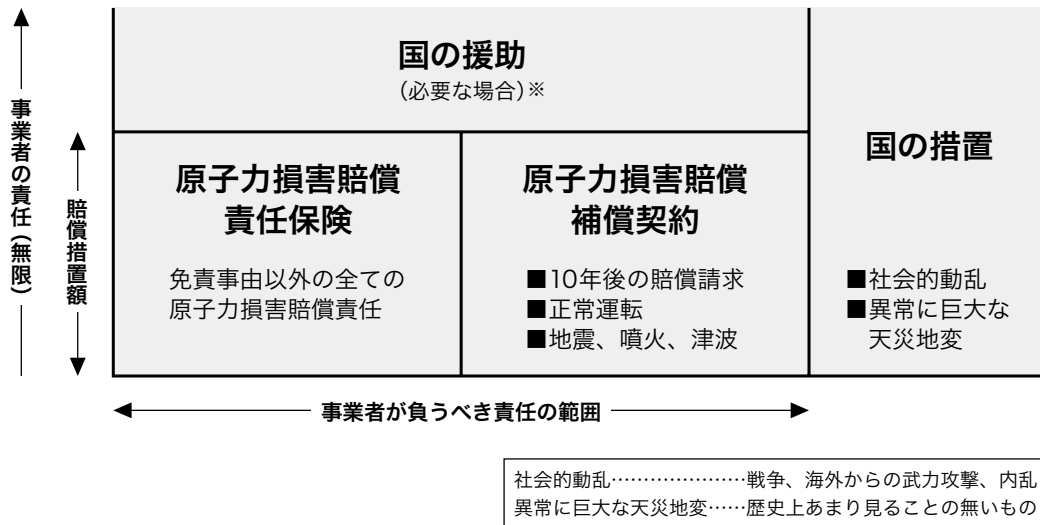 国の援助
(必要な場合)※
事業者の責任(無限)
賠償措置額
原子力損害賠償
責任保険
免責事由以外の全ての
原子力損害賠償責任
原子力損害賠償
補償契約
■10年後の賠償請求
■正常運転
■地震、噴火、津波
国の措置
■社会的動乱
■異常に巨大な
天災地変
事業者が負うべき責任の範囲
社会的動乱…………………戦争、海外からの武力攻撃、内乱
異常に巨大な天災地変……歴史上あまり見ることの無いもの